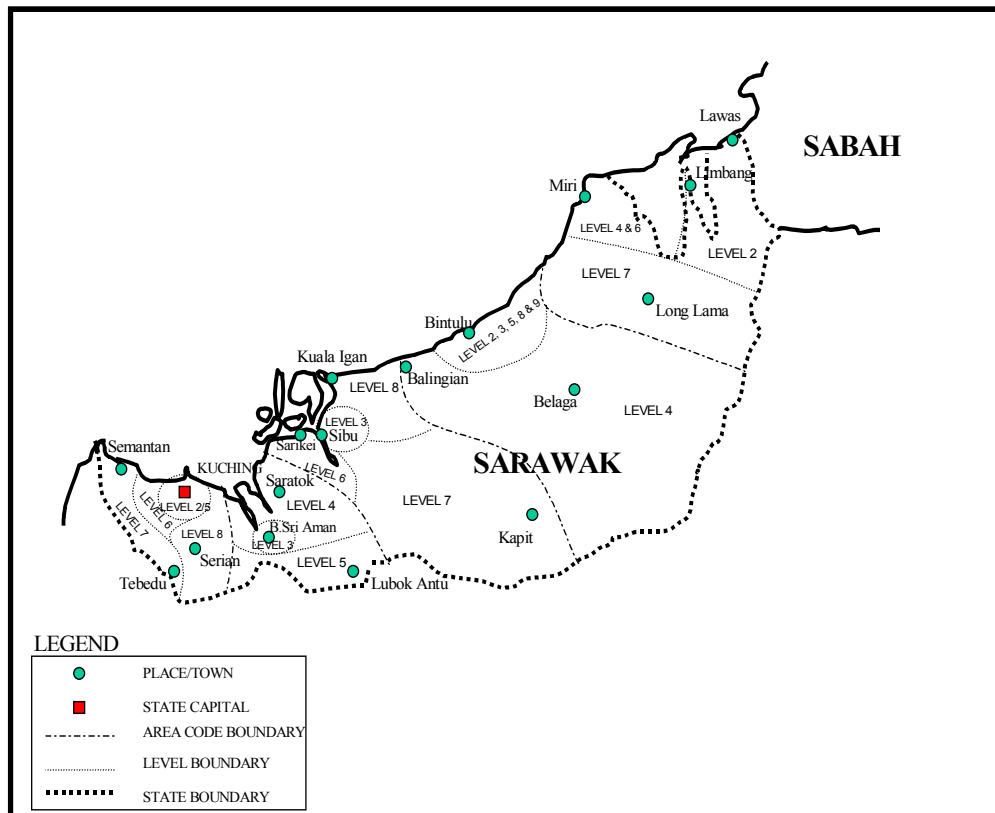 Lawas
SABAH
Limbang
Miri
LEVEL 4 & 6
LEVEL 2
LEVEL 7
Long Lama
Bintulu
LEVEL 2, 3, 5, 8 & 9
Kuala Igan
Balingian
LEVEL 8
Belaga
LEVEL 4
LEVEL 3
Sarikei
Sibu
Semantan
KUCHING
LEVEL 6
SARAWAK
Saratok
LEVEL 4
LEVEL 7
LEVEL 2/5
LEVEL 6
LEVEL 7
B.Sri Aman
LEVEL 3
Kapit
LEVEL 8
Serian
LEVEL 5
Tebedu
Lubok Antu
LEGEND
PLACE/TOWN
STATE CAPITAL
AREA CODE BOUNDARY
LEVEL BOUNDARY
STATE BOUNDARY